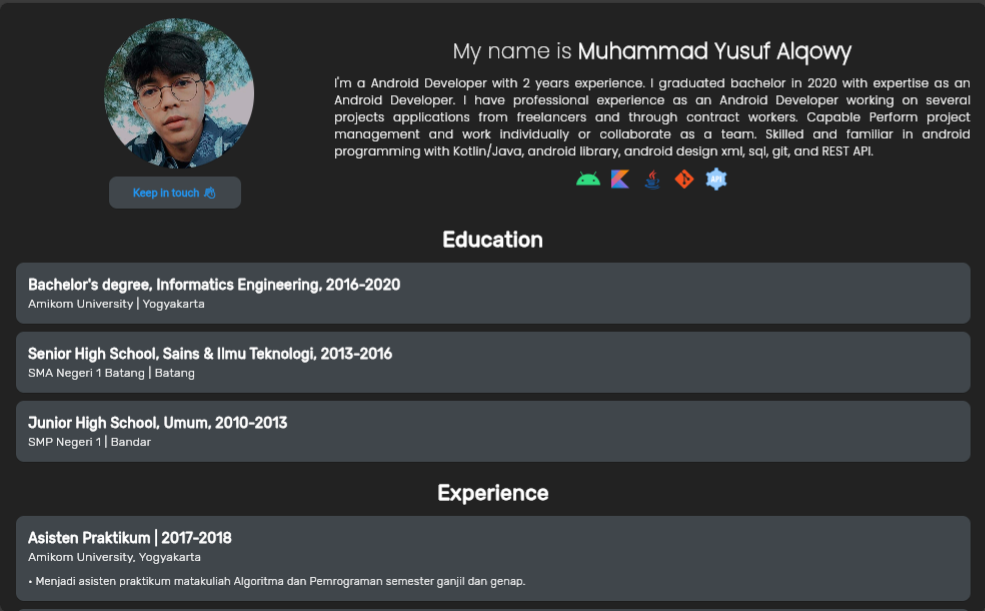 My name is Muhammad Yusuf Alqowy
I'm a Android Developer with 2 years experience. I graduated bachelor in 2020 with expertise as an
Android Developer. I have professional experience as an Android Developer working on several
projects applications from freelancers and through contract workers. Capable Perform project
management and work individually or collaborate as a team. Skilled and familiar in android
programming with Kotlin/Java, android library, android design xml, sql, git, and REST API.
API
Keep in touch
Education
Bachelor's degree, Informatics Engineering, 2016-2020
Amikom University | Yogyakarta
Senior High School, Sains & Ilmu Teknologi, 2013-2016
SMA Negeri 1 Batang | Batang
Junior High School, Umum, 2010-2013
SMP Negeri 1 | Bandar
Experience
Asisten Praktikum | 2017-2018
Amikom University, Yogyakarta
• Menjadi asisten praktikum matakuliah Algoritma dan Pemrograman semester ganjil dan genap.